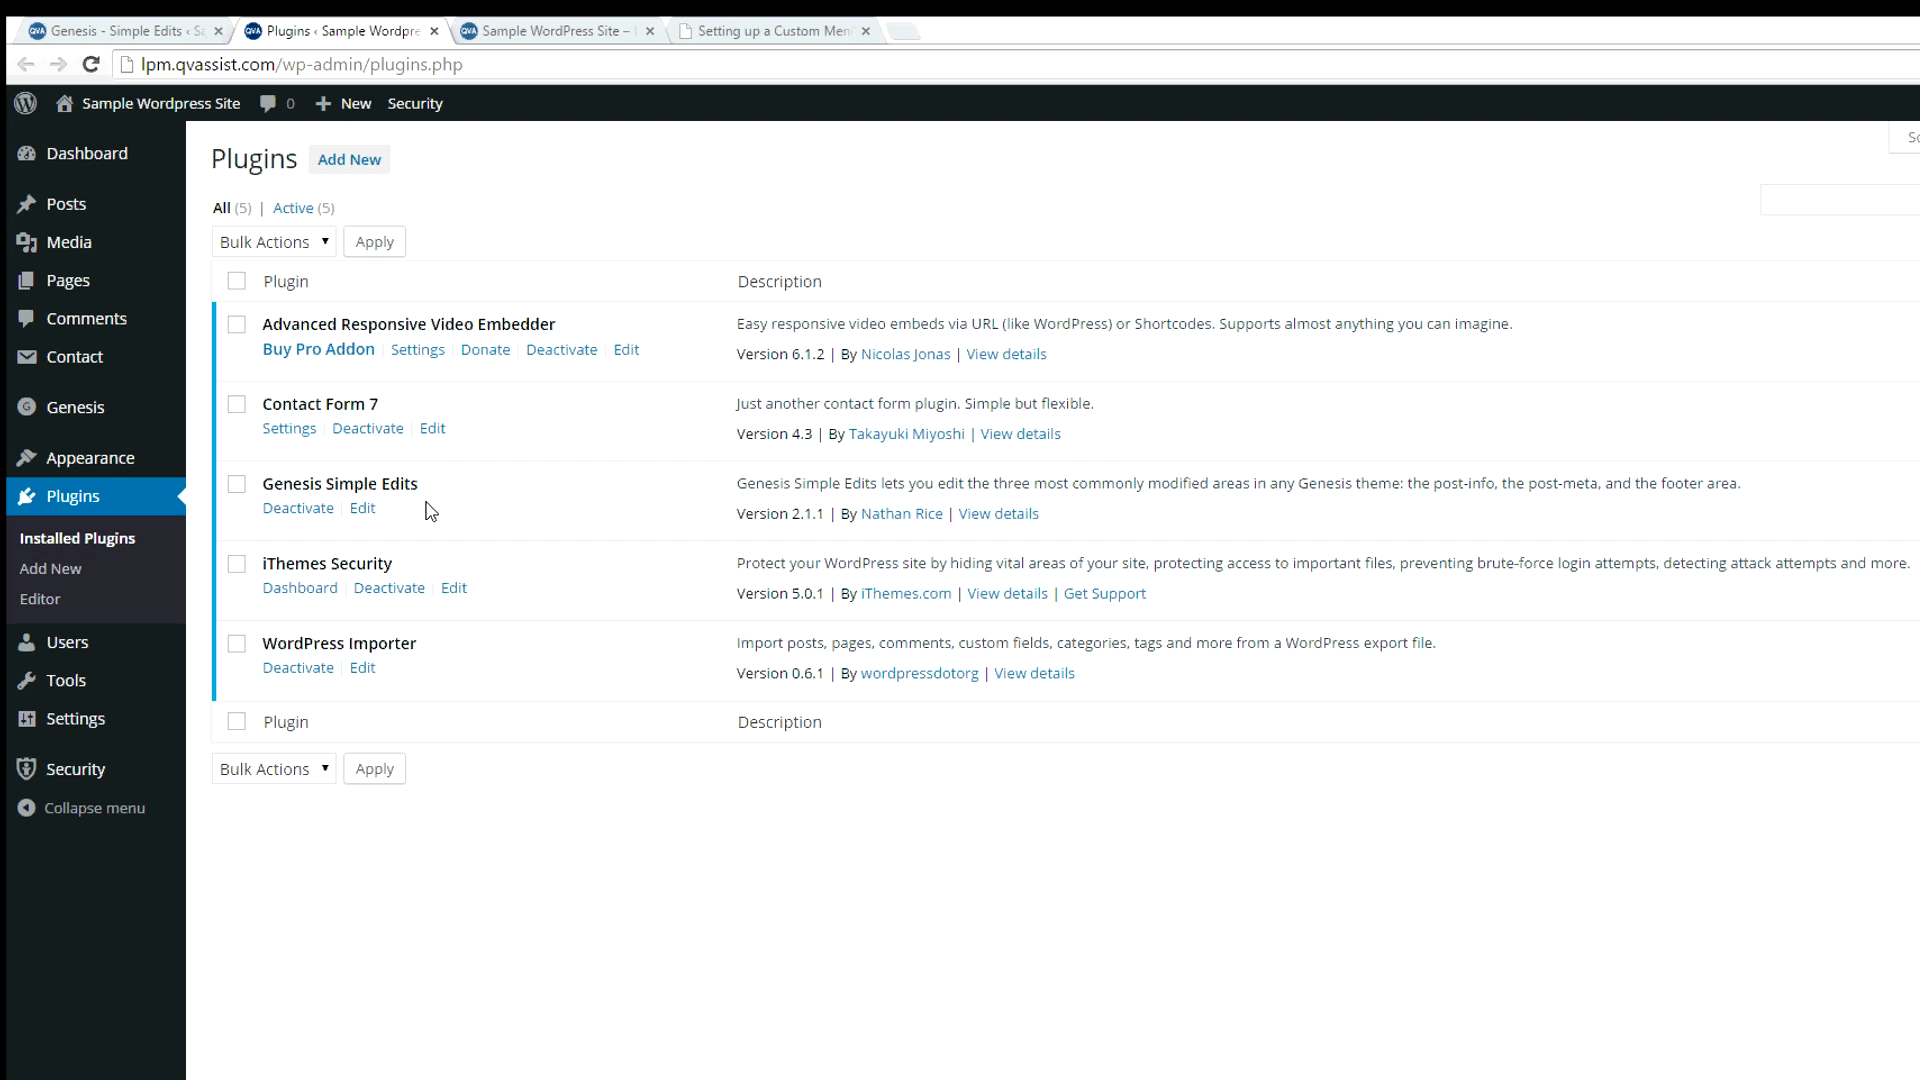 Genesis - Simple Edits ‹ Sa
Plugins ‹ Sample Wordpre
Sample WordPress Site –
Setting up a Custom Men
lpm.qvassist.com/wp-admin/plugins.php
Sample Wordpress Site 0 New Security
Dashboard
Posts
Media
Pages
Comments
Contact
Genesis
Appearance
Plugins
Installed Plugins
Add New
Editor
Users
Tools
Settings
Security
Collapse menu
Plugins Add New
All (5) | Active (5)
Bulk Actions Apply
Plugin Description
Advanced Responsive Video Embedder
Buy Pro Addon | Settings | Donate | Deactivate | Edit
Easy responsive video embeds via URL (like WordPress) or Shortcodes. Supports almost anything you can imagine.
Version 6.1.2 | By Nicolas Jonas | View details
Contact Form 7
Settings | Deactivate | Edit
Just another contact form plugin. Simple but flexible.
Version 4.3 | By Takayuki Miyoshi | View details
Genesis Simple Edits
Deactivate | Edit
Genesis Simple Edits lets you edit the three most commonly modified areas in any Genesis theme: the post-info, the post-meta, and the footer area.
Version 2.1.1 | By Nathan Rice | View details
iThemes Security
Dashboard | Deactivate | Edit
Protect your WordPress site by hiding vital areas of your site, protecting access to important files, preventing brute-force login attempts, detecting attack attempts and more.
Version 5.0.1 | By iThemes.com | View details | Get Support
WordPress Importer
Deactivate | Edit
Import posts, pages, comments, custom fields, categories, tags and more from a WordPress export file.
Version 0.6.1 | By wordpressdotorg | View details
Plugin Description
Bulk Actions Apply